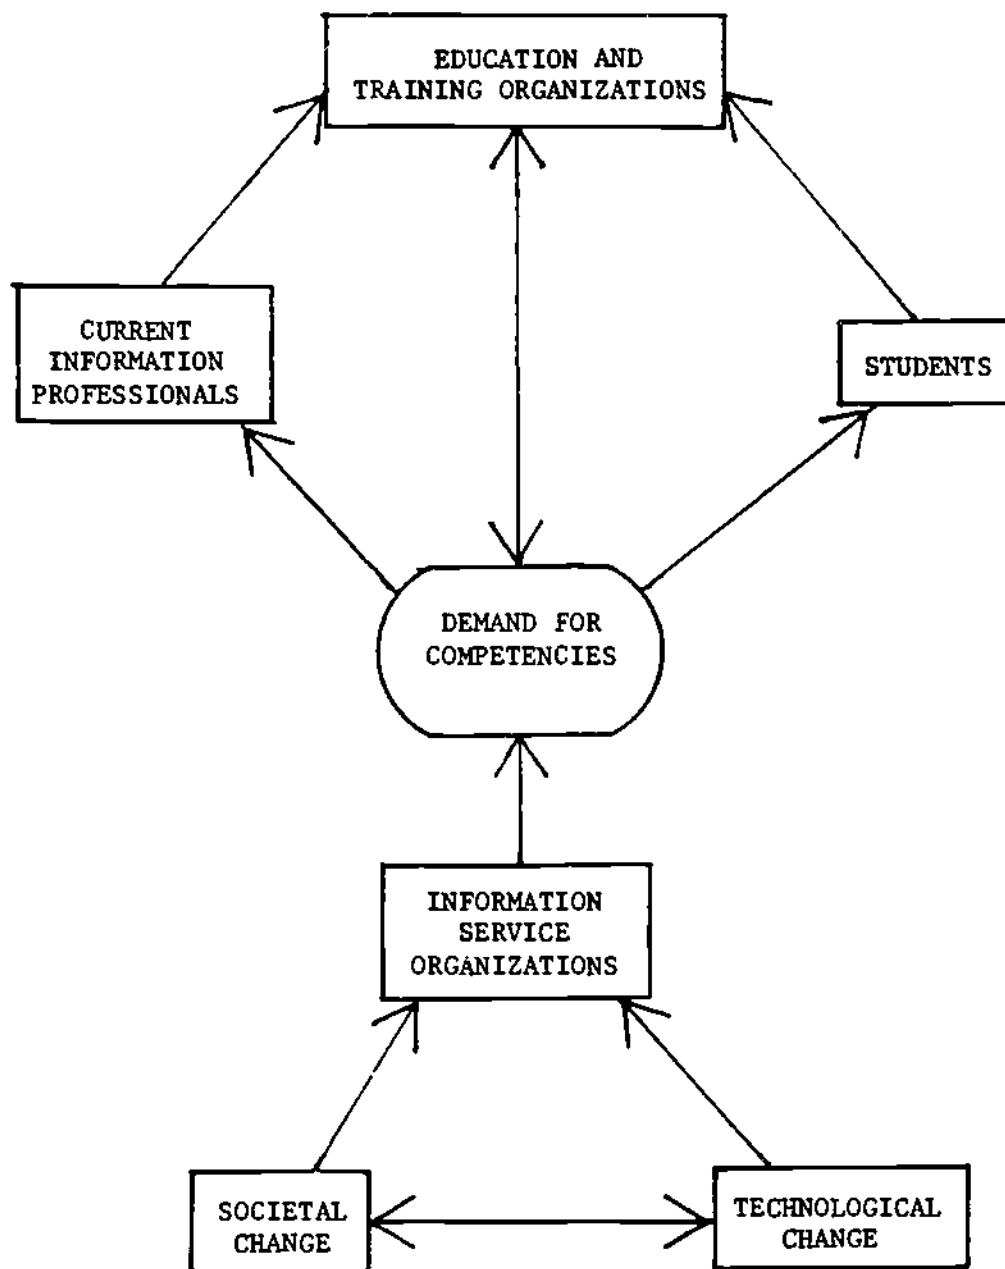 EDUCATION AND
TRAINING ORGANIZATIONS
CURRENT
INFORMATION
PROFESSIONALS
STUDENTS
DEMAND FOR
COMPETENCIES
INFORMATION
SERVICE
ORGANIZATIONS
SOCIETAL
CHANGE
TECHNOLOGICAL
CHANGE